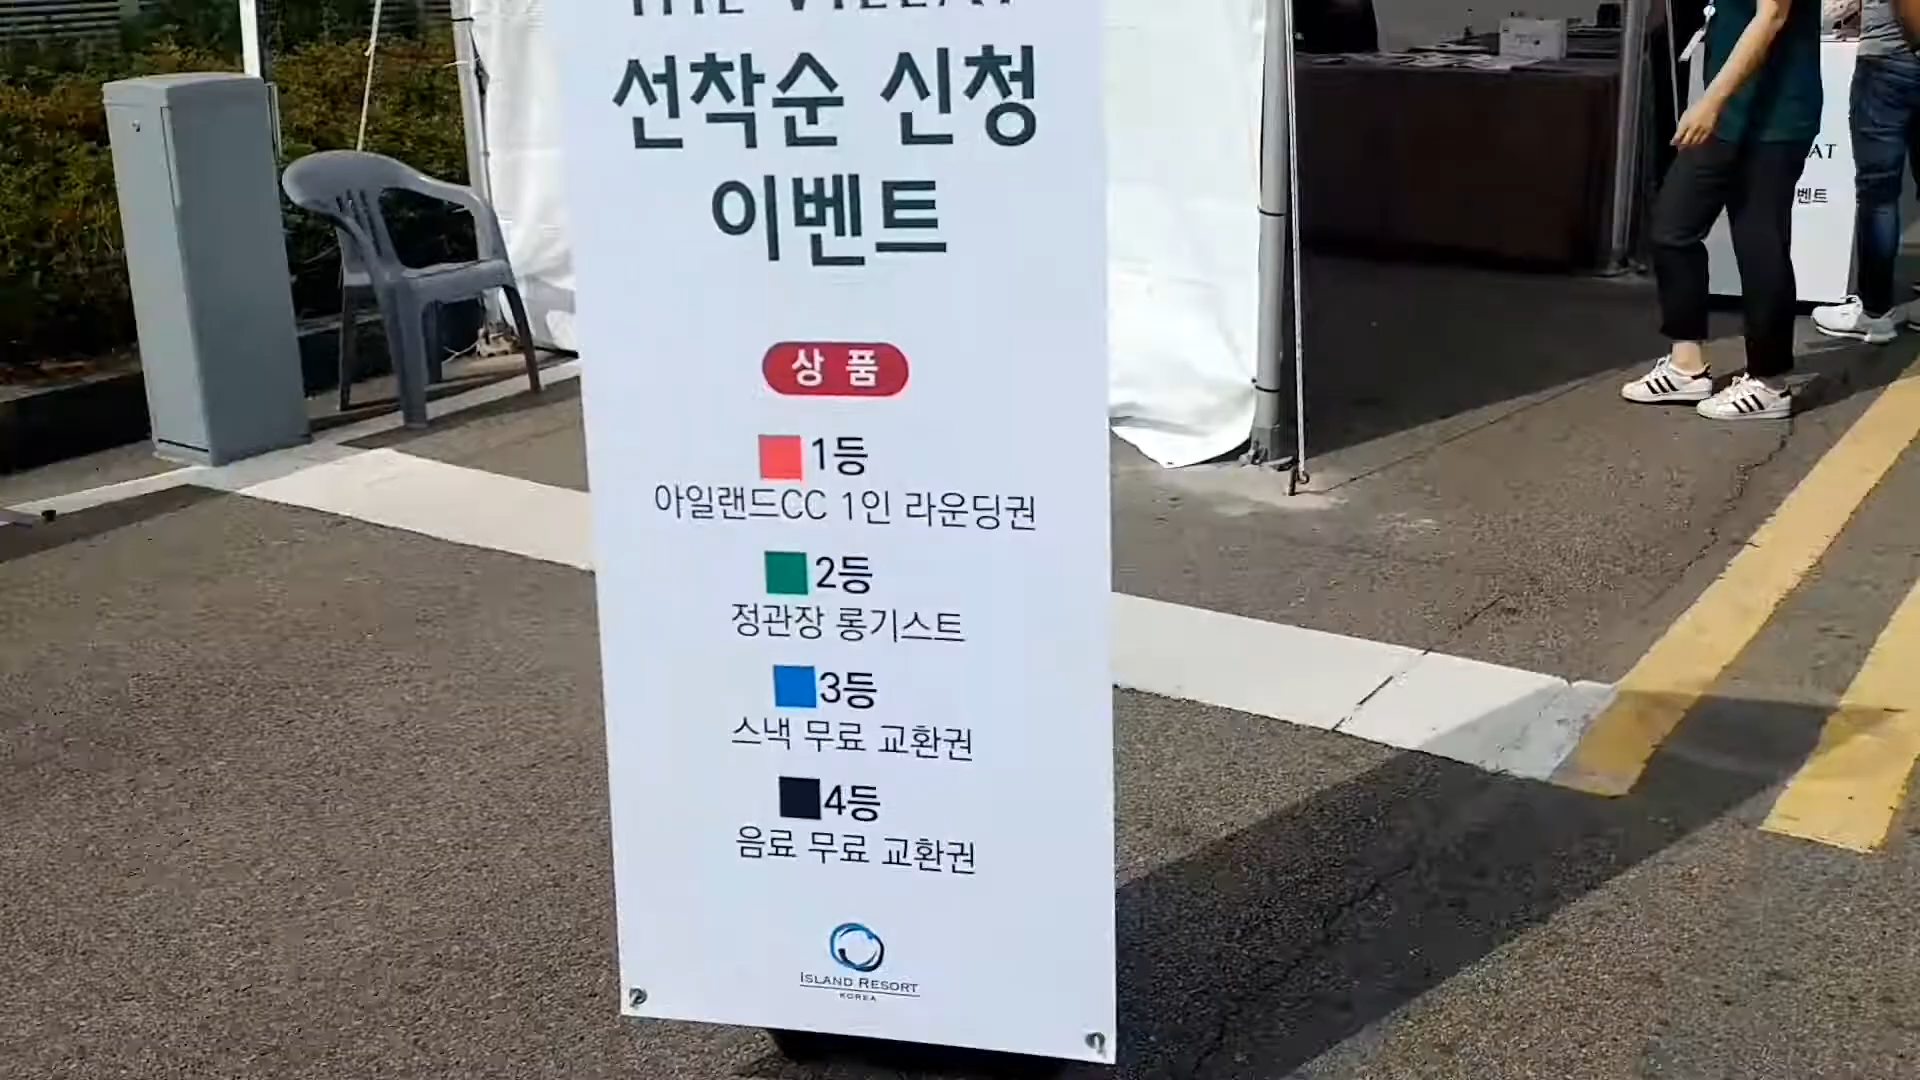 선착순 신청
이벤트
상 품
1등
아일랜드CC 1인 라운딩권
2등
정관장 롱기스트
3등
스낵 무료 교환권
4등
음료 무료 교환권
ISLAND RESORT
KOREA